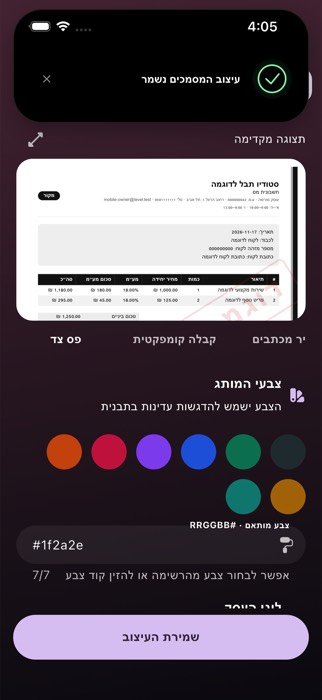 4:05
עיצוב המסמכים נשמר
תצוגה מקדימה
סטודיו תבל לדוגמה
חשבונית מס
מקור
תאריך: 2026-11-17
לכבוד: לקוח לדוגמה
מספר מזהה לקוח: 000000000
כתובת לקוח: כתובת לקוח לדוגמה
# תיאור כמות מחיר יחידה מע"מ סכום מע"מ סה"כ
1 שירות מקצועי לדוגמה 1 1,000.00 ₪ 18.00% 180.00 ₪ 1,180.00 ₪
2 פריט נוסף לדוגמה 2 125.00 ₪ 18.00% 45.00 ₪ 295.00 ₪
סכום ביניים 1,250.00 ₪
יר מכתבים קבלה קומפקטית פס צד
צבעי המותג
הצבע ישמש להדגשות עדינות בתבנית
צבע מותאם · #RRGGBB
#1f2a2e
אפשר לבחור צבע מהרשימה או להזין קוד צבע 7/7
שמירת העיצוב